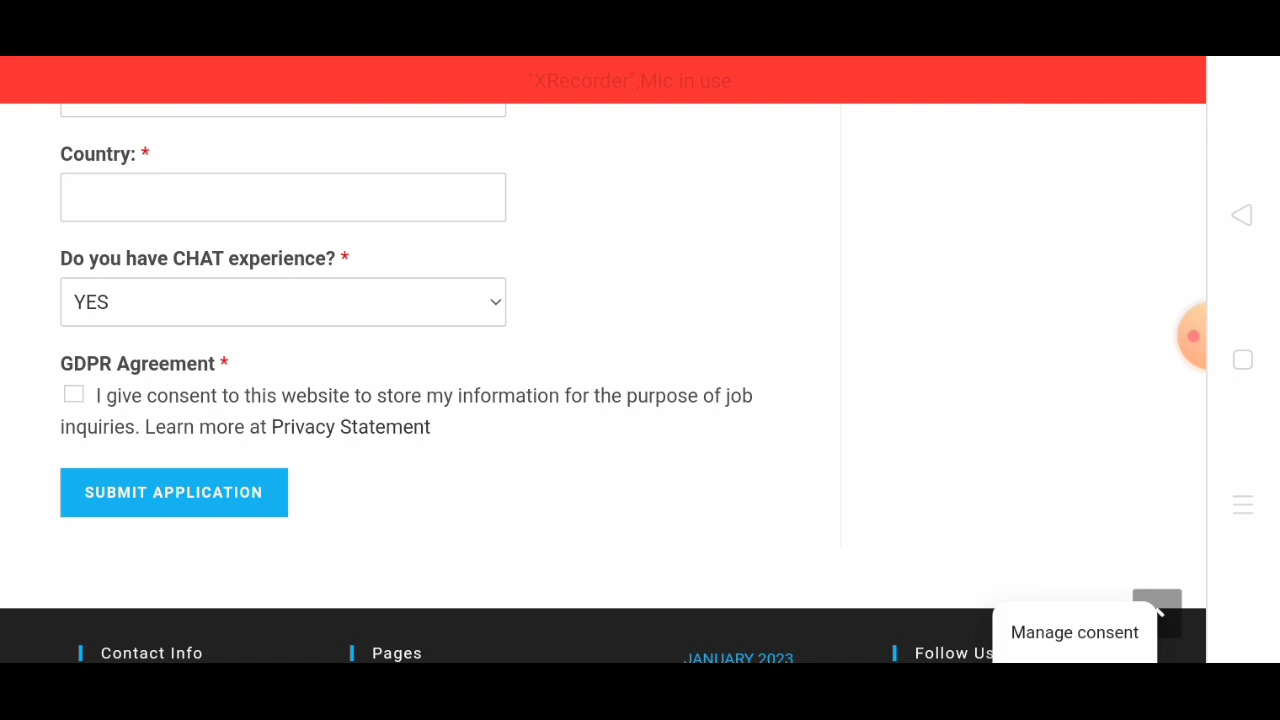 "XRecorder",Mic in use
Country: *
Do you have CHAT experience? *
YES
GDPR Agreement *
I give consent to this website to store my information for the purpose of job
inquiries. Learn more at Privacy Statement
SUBMIT APPLICATION
Manage consent
Contact Info
Pages
JANUARY 2023
Follow Us